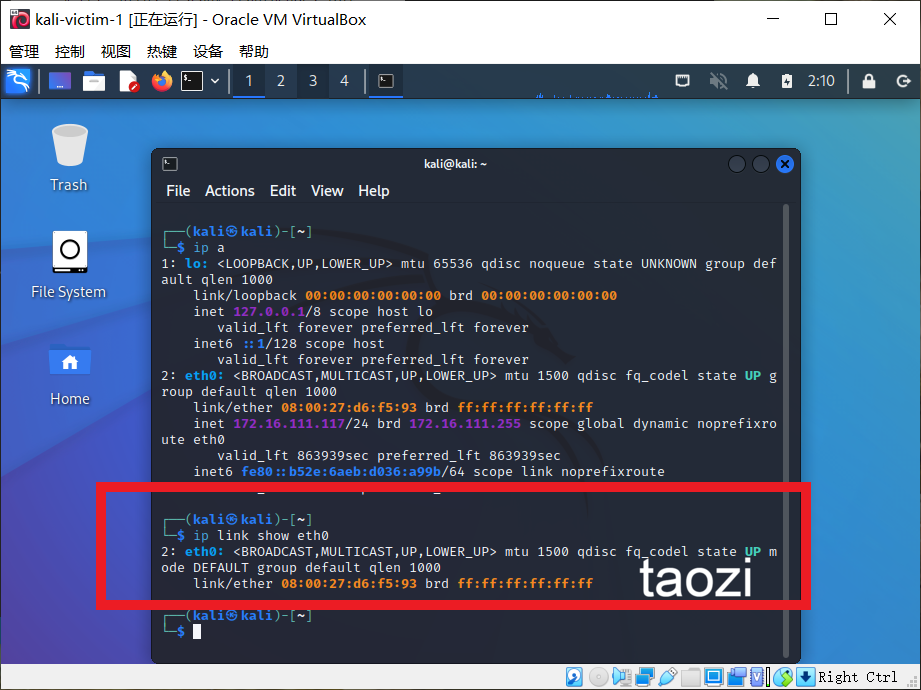 kali-victim-1 [正在运行] - Oracle VM VirtualBox
管理 控制 视图 热键 设备 帮助
1 2 3 4 2:10
Trash
File System
Home
kali@kali: ~
File Actions Edit View Help
┌──(kali㉿kali)-[~]
└─$ ip a
1: lo: <LOOPBACK,UP,LOWER_UP> mtu 65536 qdisc noqueue state UNKNOWN group def
ault qlen 1000
link/loopback 00:00:00:00:00:00 brd 00:00:00:00:00:00
inet 127.0.0.1/8 scope host lo
valid_lft forever preferred_lft forever
inet6 ::1/128 scope host
valid_lft forever preferred_lft forever
2: eth0: <BROADCAST,MULTICAST,UP,LOWER_UP> mtu 1500 qdisc fq_codel state UP g
roup default qlen 1000
link/ether 08:00:27:d6:f5:93 brd ff:ff:ff:ff:ff:ff
inet 172.16.111.117/24 brd 172.16.111.255 scope global dynamic noprefixro
ute eth0
valid_lft 863939sec preferred_lft 863939sec
inet6 fe80::b52e:6aeb:d036:a99b/64 scope link noprefixroute
┌──(kali㉿kali)-[~]
└─$ ip link show eth0
2: eth0: <BROADCAST,MULTICAST,UP,LOWER_UP> mtu 1500 qdisc fq_codel state UP m
ode DEFAULT group default qlen 1000
link/ether 08:00:27:d6:f5:93 brd ff:ff:ff:ff:ff:ff
taozi
┌──(kali㉿kali)-[~]
└─$
Right Ctrl